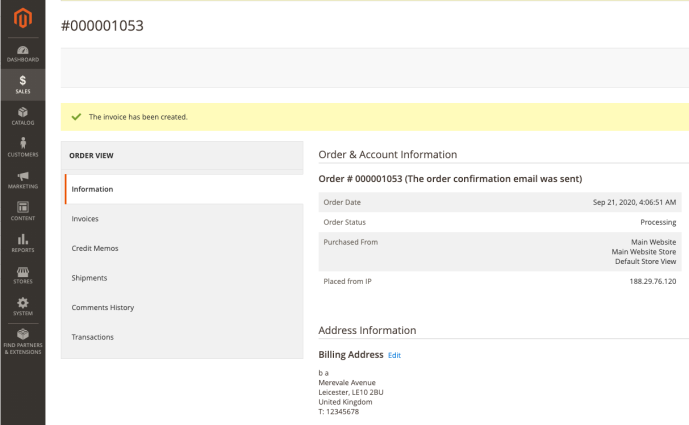 #000001053
DASHBOARD
$
SALES
CATALOG
CUSTOMERS
MARKETING
CONTENT
REPORTS
STORES
SYSTEM
FIND PARTNERS
& EXTENSIONS
The invoice has been created.
ORDER VIEW
Information
Invoices
Credit Memos
Shipments
Comments History
Transactions
Order & Account Information
Order # 000001053 (The order confirmation email was sent)
Order Date Sep 21, 2020, 4:06:51 AM
Order Status Processing
Purchased From Main Website
Main Website Store
Default Store View
Placed from IP 188.29.76.120
Address Information
Billing Address Edit
b a
Merevale Avenue
Leicester, LE10 2BU
United Kingdom
T: 12345678